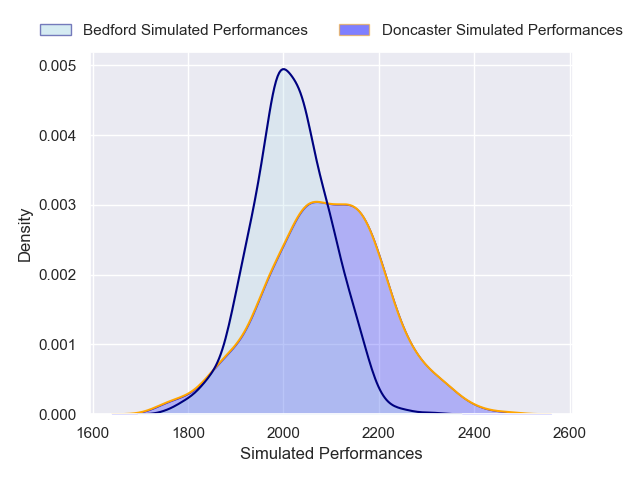 Bedford Simulated Performances
Doncaster Simulated Performances
0.005
0.004
0.003
0.002
0.001
0.000
Density
1600 1800 2000 2200 2400 2600
Simulated Performances